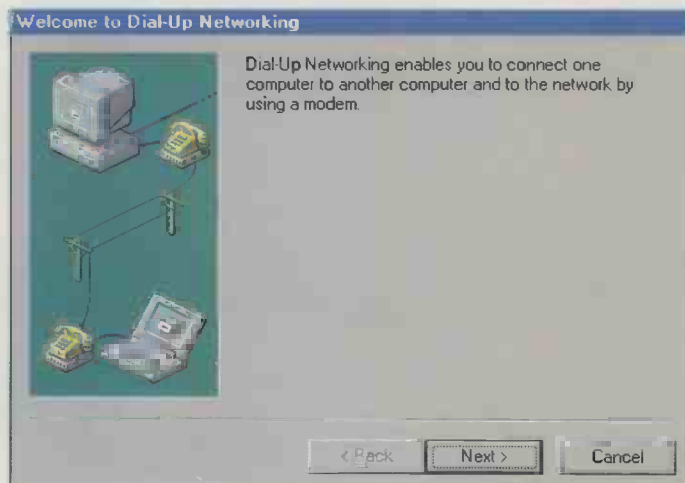 Welcome to Dial-Up Networking
Dial-Up Networking enables you to connect one
computer to another computer and to the network by
using a modem.
< Back
Next >
Cancel